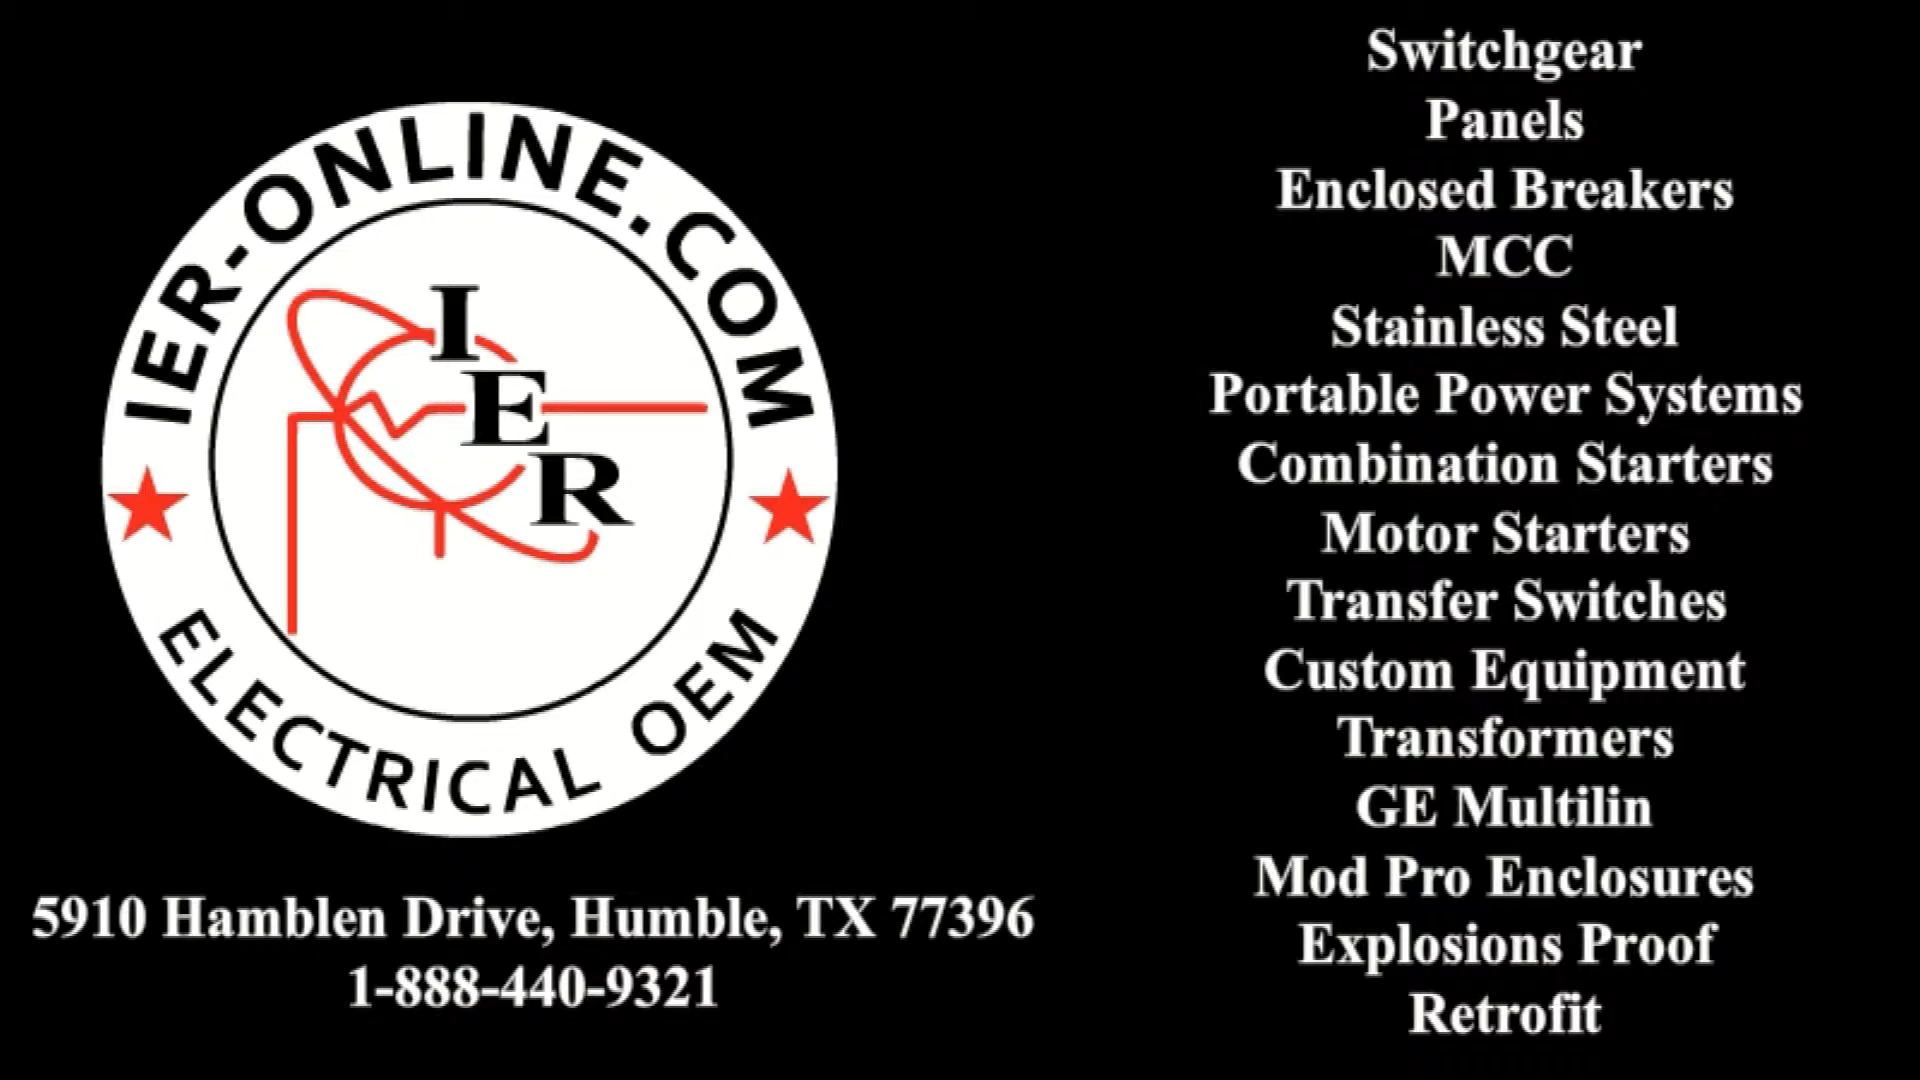 IER-ONLINE.COM
I
E
R
ELECTRICAL OEM
5910 Hamblen Drive, Humble, TX 77396
1-888-440-9321
Switchgear
Panels
Enclosed Breakers
MCC
Stainless Steel
Portable Power Systems
Combination Starters
Motor Starters
Transfer Switches
Custom Equipment
Transformers
GE Multilin
Mod Pro Enclosures
Explosions Proof
Retrofit